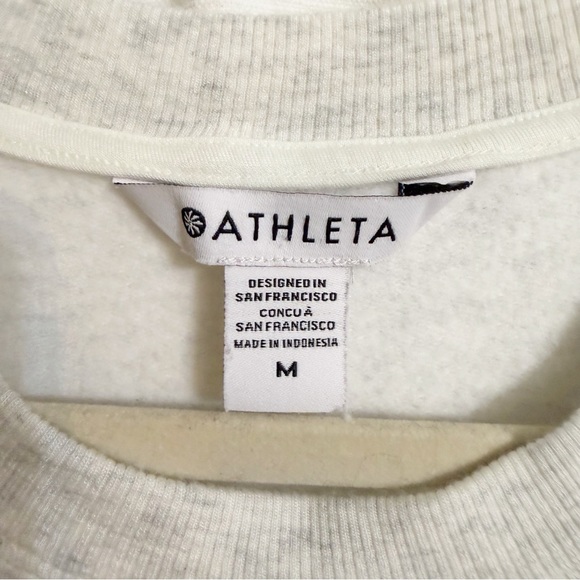 ATHLETA
DESIGNED IN
SAN FRANCISCO
CONCU À
SAN FRANCISCO
MADE IN INDONESIA
M